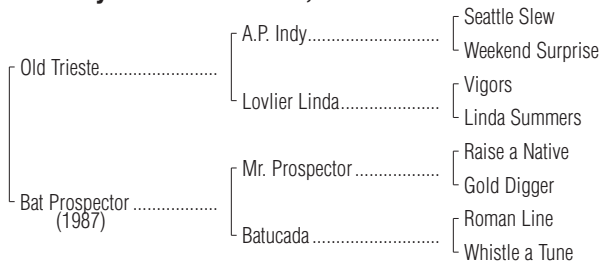 Seattle Slew
A.P. Indy
Weekend Surprise
Old Trieste
Vigors
Lovlier Linda
Linda Summers
Raise a Native
Mr. Prospector
Gold Digger
Bat Prospector
(1987)
Roman Line
Batucada
Whistle a Tune